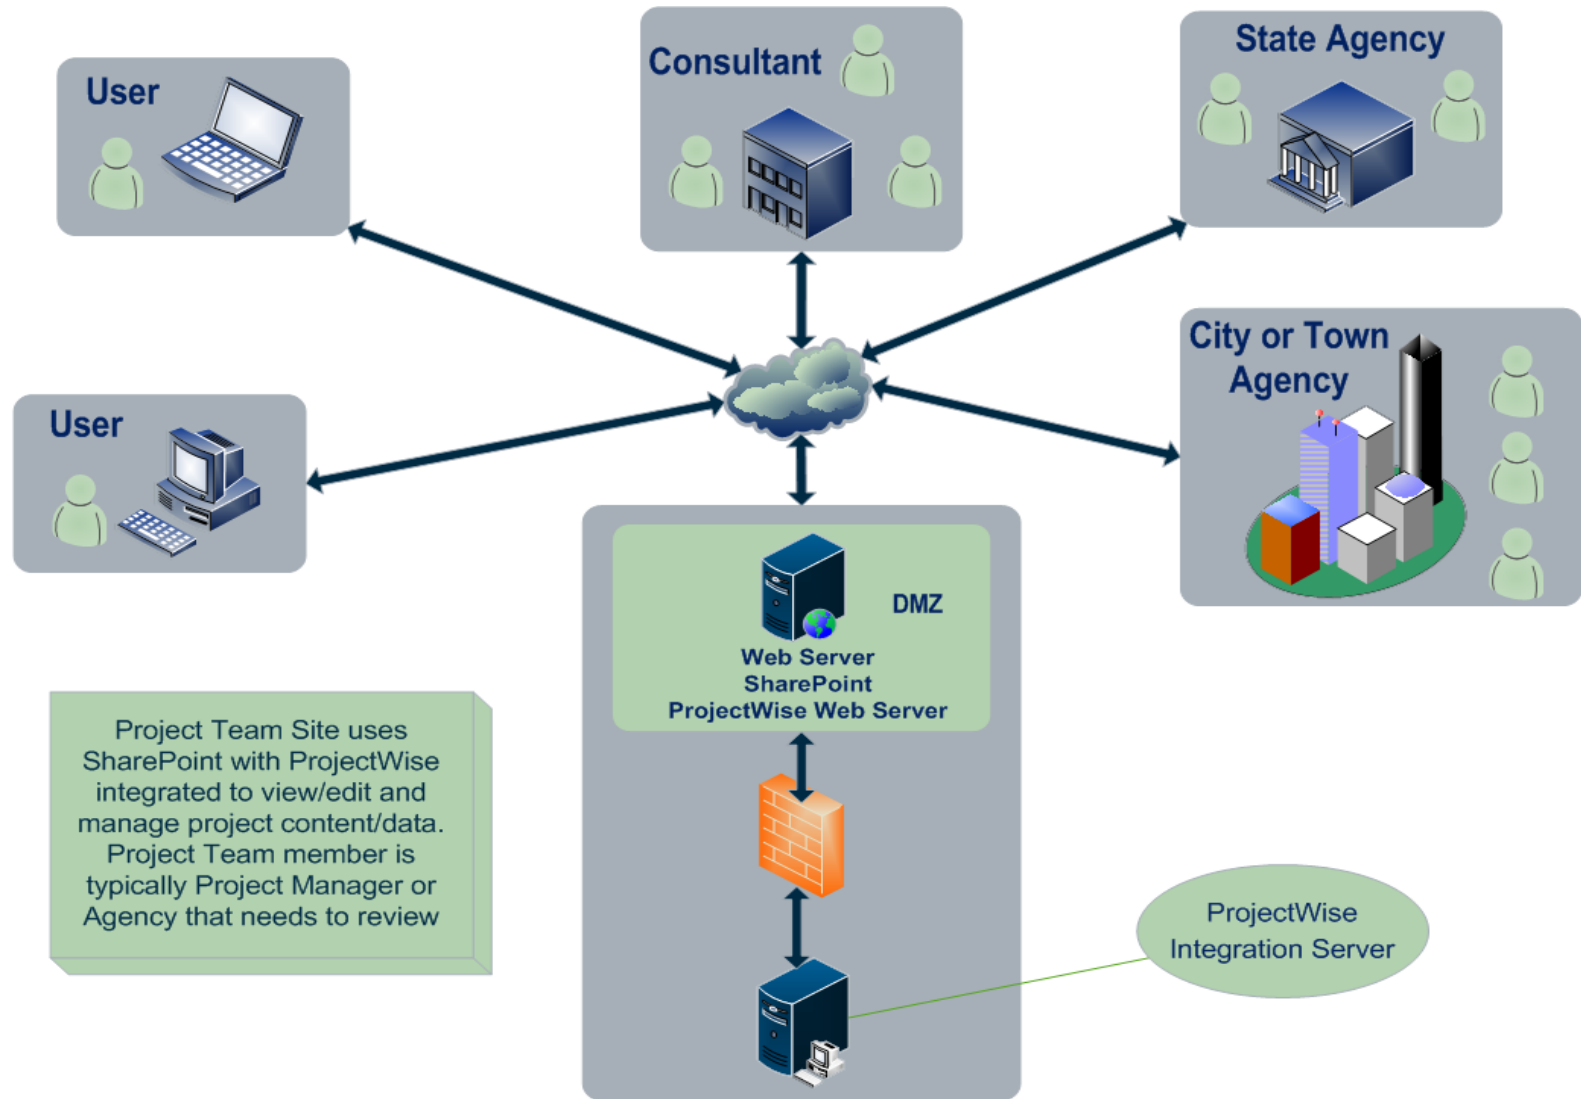 User
Consultant
State Agency
City or Town
Agency
User
DMZ
Web Server
SharePoint
ProjectWise Web Server
Project Team Site uses
SharePoint with ProjectWise
integrated to view/edit and
manage project content/data.
Project Team member is
typically Project Manager or
Agency that needs to review
ProjectWise
Integration Server